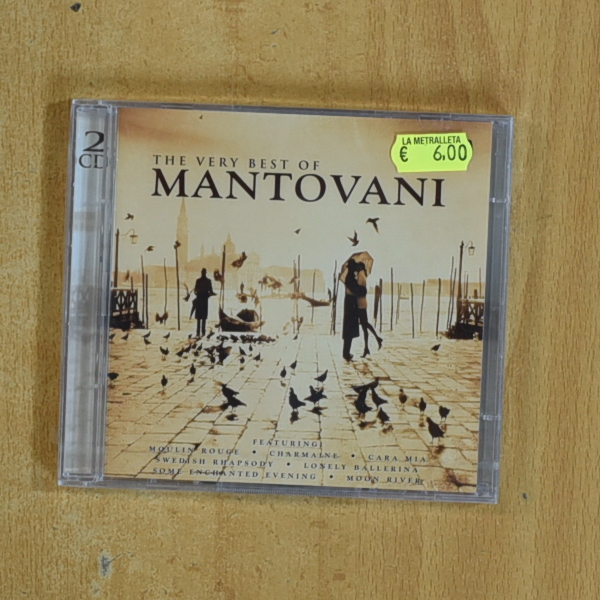 2
CD
LA METRALLETA
€ 6,00
THE VERY BEST OF
MANTOVANI
FEATURING:
MOULIN ROUGE • CHARMAINE • CARA MIA
SWEDISH RHAPSODY • LONELY BALLERINA
SOME ENCHANTED EVENING • MOON RIVER